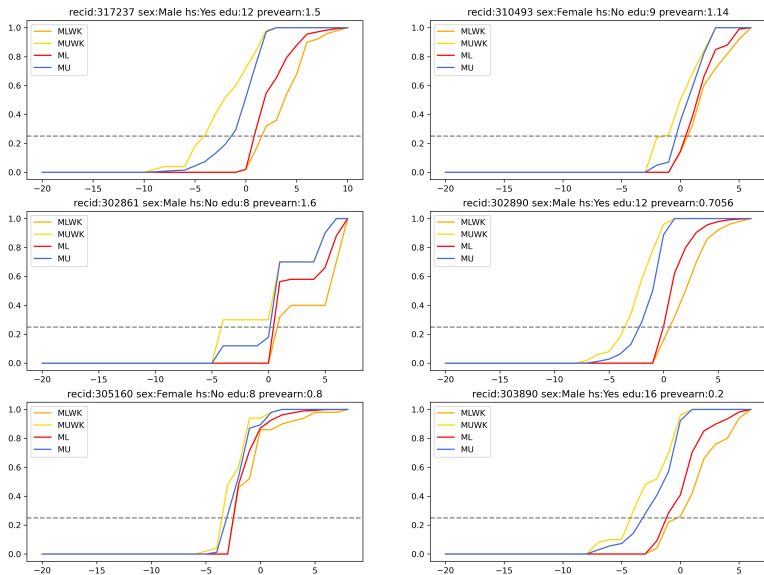 recid:317237 sex:Male hs:Yes edu:12 prevearn:1.5
1.0
0.8
0.6
0.4
0.2
0.0
MLWK
MUWK
ML
MU
−20 −15 −10 −5 0 5 10
recid:310493 sex:Female hs:No edu:9 prevearn:1.14
1.0
0.8
0.6
0.4
0.2
0.0
MLWK
MUWK
ML
MU
−20 −15 −10 −5 0 5
recid:302861 sex:Male hs:No edu:8 prevearn:1.6
1.0
0.8
0.6
0.4
0.2
0.0
MLWK
MUWK
ML
MU
−20 −15 −10 −5 0 5
recid:302890 sex:Male hs:Yes edu:12 prevearn:0.7056
1.0
0.8
0.6
0.4
0.2
0.0
MLWK
MUWK
ML
MU
−20 −15 −10 −5 0 5
recid:305160 sex:Female hs:No edu:8 prevearn:0.8
1.0
0.8
0.6
0.4
0.2
0.0
MLWK
MUWK
ML
MU
−20 −15 −10 −5 0 5
recid:303890 sex:Male hs:Yes edu:16 prevearn:0.2
1.0
0.8
0.6
0.4
0.2
0.0
MLWK
MUWK
ML
MU
−20 −15 −10 −5 0 5